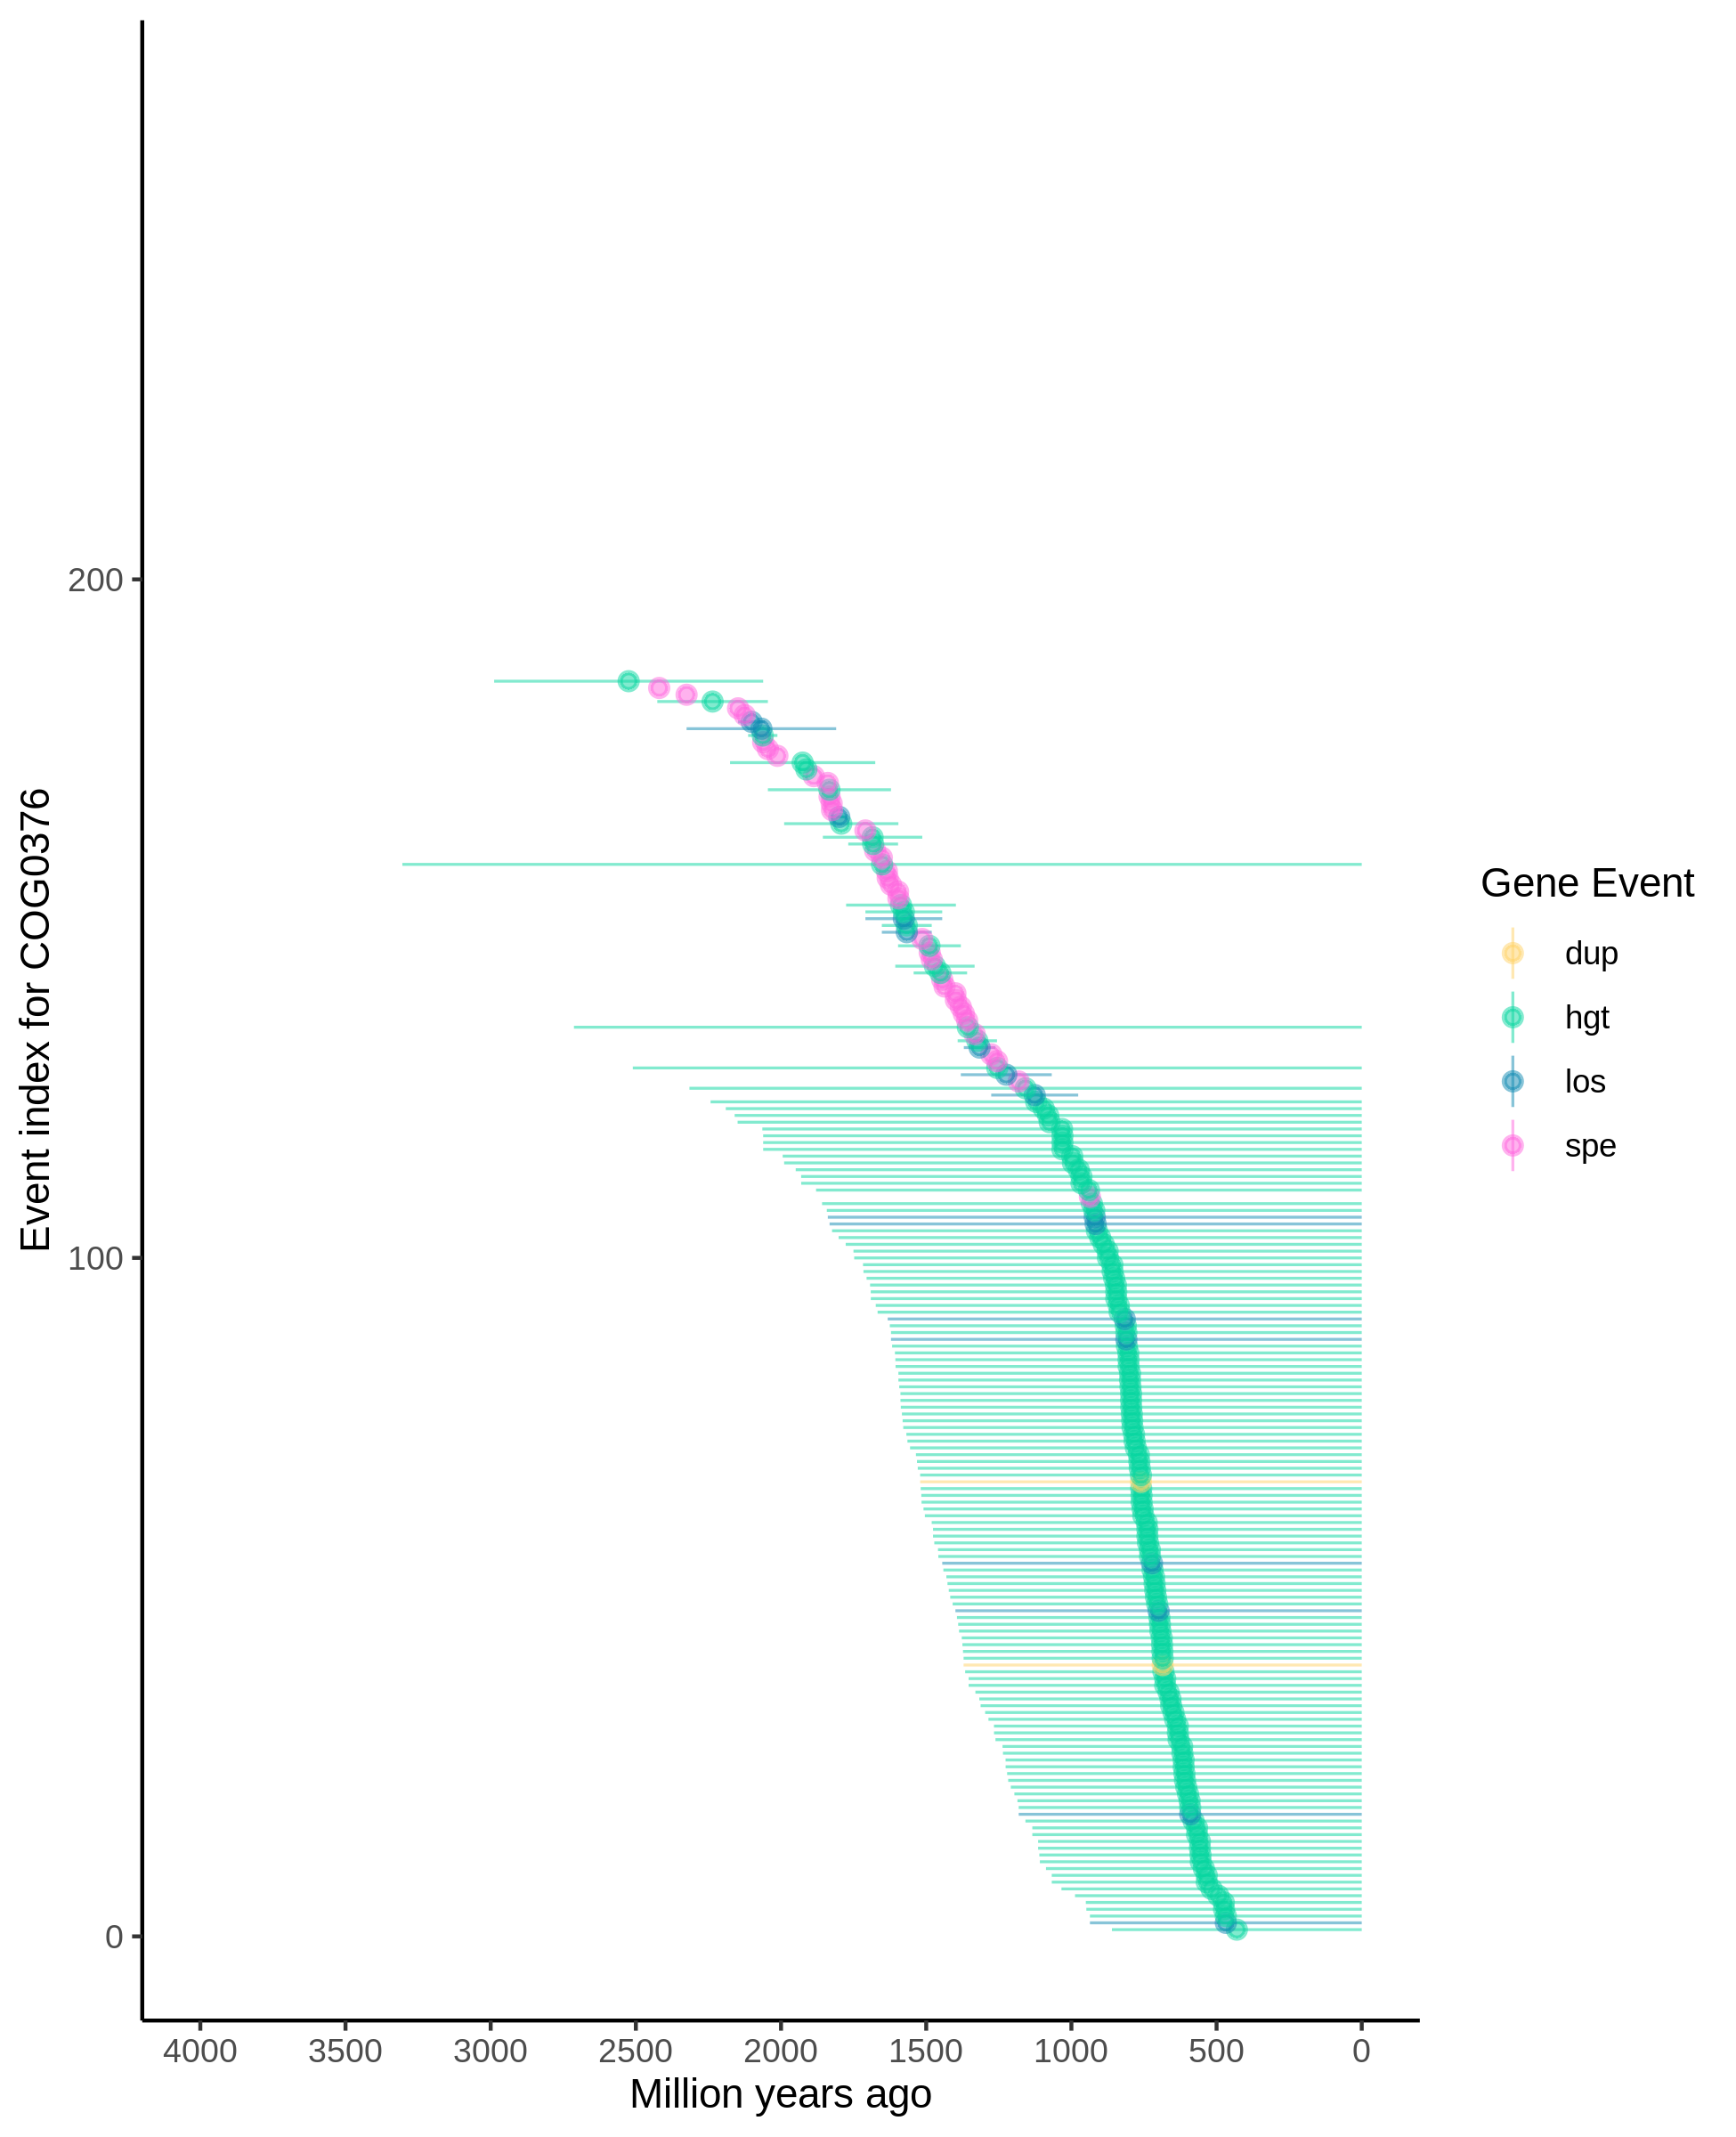 Event index for COG0376
200
100
0
4000 3500 3000 2500 2000 1500 1000 500 0
Million years ago
Gene Event
dup
hgt
los
spe